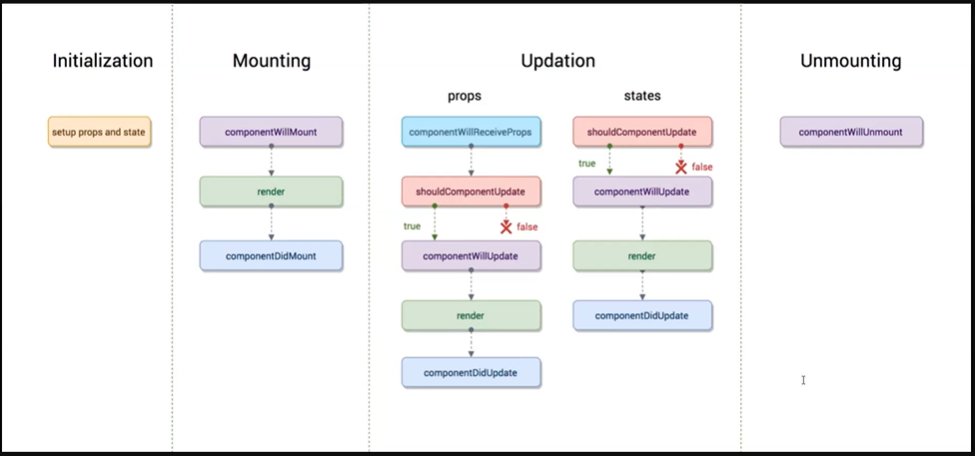 Initialization
Mounting
Updation
Unmounting
props
states
setup props and state
componentWillMount
render
componentDidMount
componentWillReceiveProps
shouldComponentUpdate
true
false
componentWillUpdate
render
componentDidUpdate
shouldComponentUpdate
true
false
componentWillUpdate
render
componentDidUpdate
componentWillUnmount